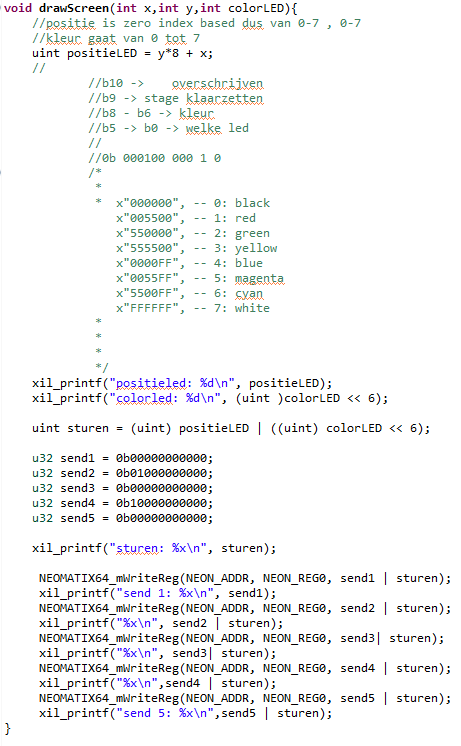 void drawScreen(int x,int y,int colorLED){
//positie is zero index based dus van 0-7 , 0-7
//kleur gaat van 0 tot 7
uint positieLED = y*8 + x;
//
//b10 -> overschrijven
//b9 -> stage klaarzetten
//b8 - b6 -> kleur
//b5 -> b0 -> welke led
//
//0b 000100 000 1 0
/*
*
* x"000000", -- 0: black
x"005500", -- 1: red
x"550000", -- 2: green
x"555500", -- 3: yellow
x"0000FF", -- 4: blue
x"0055FF", -- 5: magenta
x"5500FF", -- 6: cyan
x"FFFFFF", -- 7: white
*
*
*
*/
xil_printf("positieled: %d\n", positieLED);
xil_printf("colorled: %d\n", (uint )colorLED << 6);
uint sturen = (uint) positieLED | ((uint) colorLED << 6);
u32 send1 = 0b00000000000;
u32 send2 = 0b01000000000;
u32 send3 = 0b00000000000;
u32 send4 = 0b10000000000;
u32 send5 = 0b00000000000;
xil_printf("sturen: %x\n", sturen);
NEOMATIX64_mWriteReg(NEON_ADDR, NEON_REG0, send1 | sturen);
xil_printf("send 1: %x\n", send1);
NEOMATIX64_mWriteReg(NEON_ADDR, NEON_REG0, send2 | sturen);
xil_printf("%x\n", send2 | sturen);
NEOMATIX64_mWriteReg(NEON_ADDR, NEON_REG0, send3| sturen);
xil_printf("%x\n", send3| sturen);
NEOMATIX64_mWriteReg(NEON_ADDR, NEON_REG0, send4 | sturen);
xil_printf("%x\n",send4 | sturen);
NEOMATIX64_mWriteReg(NEON_ADDR, NEON_REG0, send5 | sturen);
xil_printf("send 5: %x\n",send5 | sturen);
}